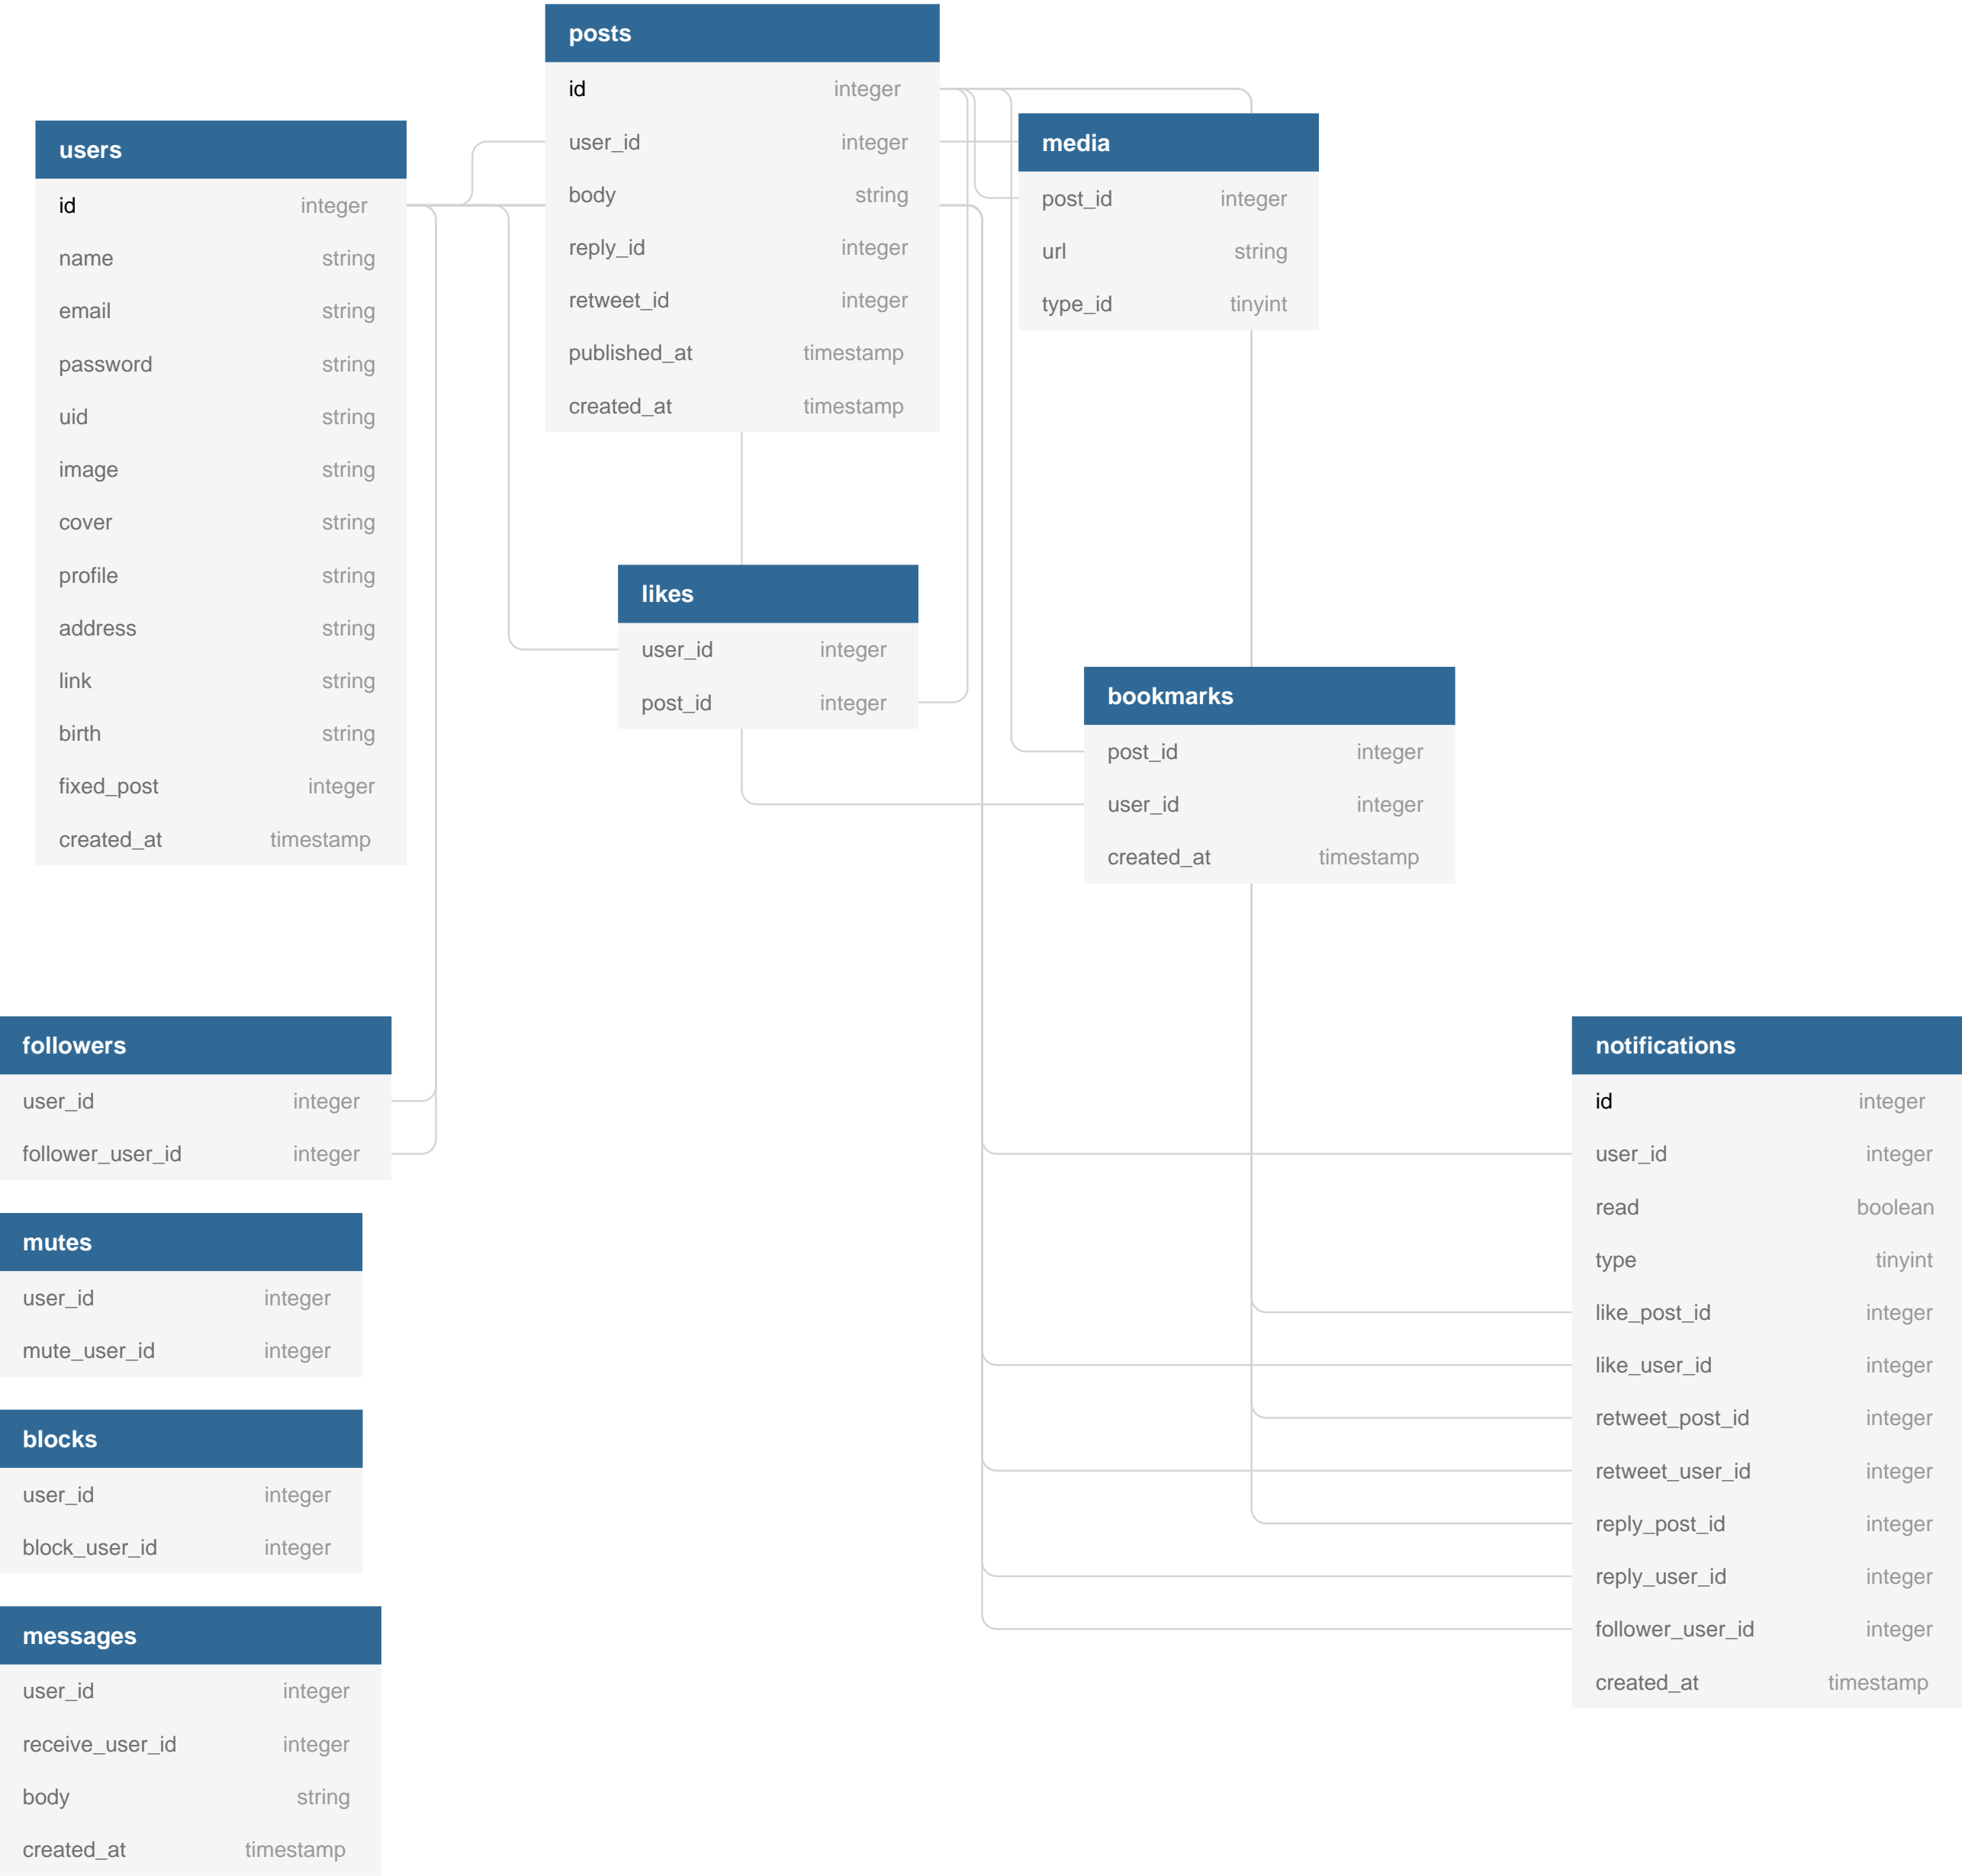 posts
id integer
user_id integer
body string
reply_id integer
retweet_id integer
published_at timestamp
created_at timestamp
users
id integer
name string
email string
password string
uid string
image string
cover string
profile string
address string
link string
birth string
fixed_post integer
created_at timestamp
media
post_id integer
url string
type_id tinyint
likes
user_id integer
post_id integer
bookmarks
post_id integer
user_id integer
created_at timestamp
followers
user_id integer
follower_user_id integer
mutes
user_id integer
mute_user_id integer
blocks
user_id integer
block_user_id integer
messages
user_id integer
receive_user_id integer
body string
created_at timestamp
notifications
id integer
user_id integer
read boolean
type tinyint
like_post_id integer
like_user_id integer
retweet_post_id integer
retweet_user_id integer
reply_post_id integer
reply_user_id integer
follower_user_id integer
created_at timestamp